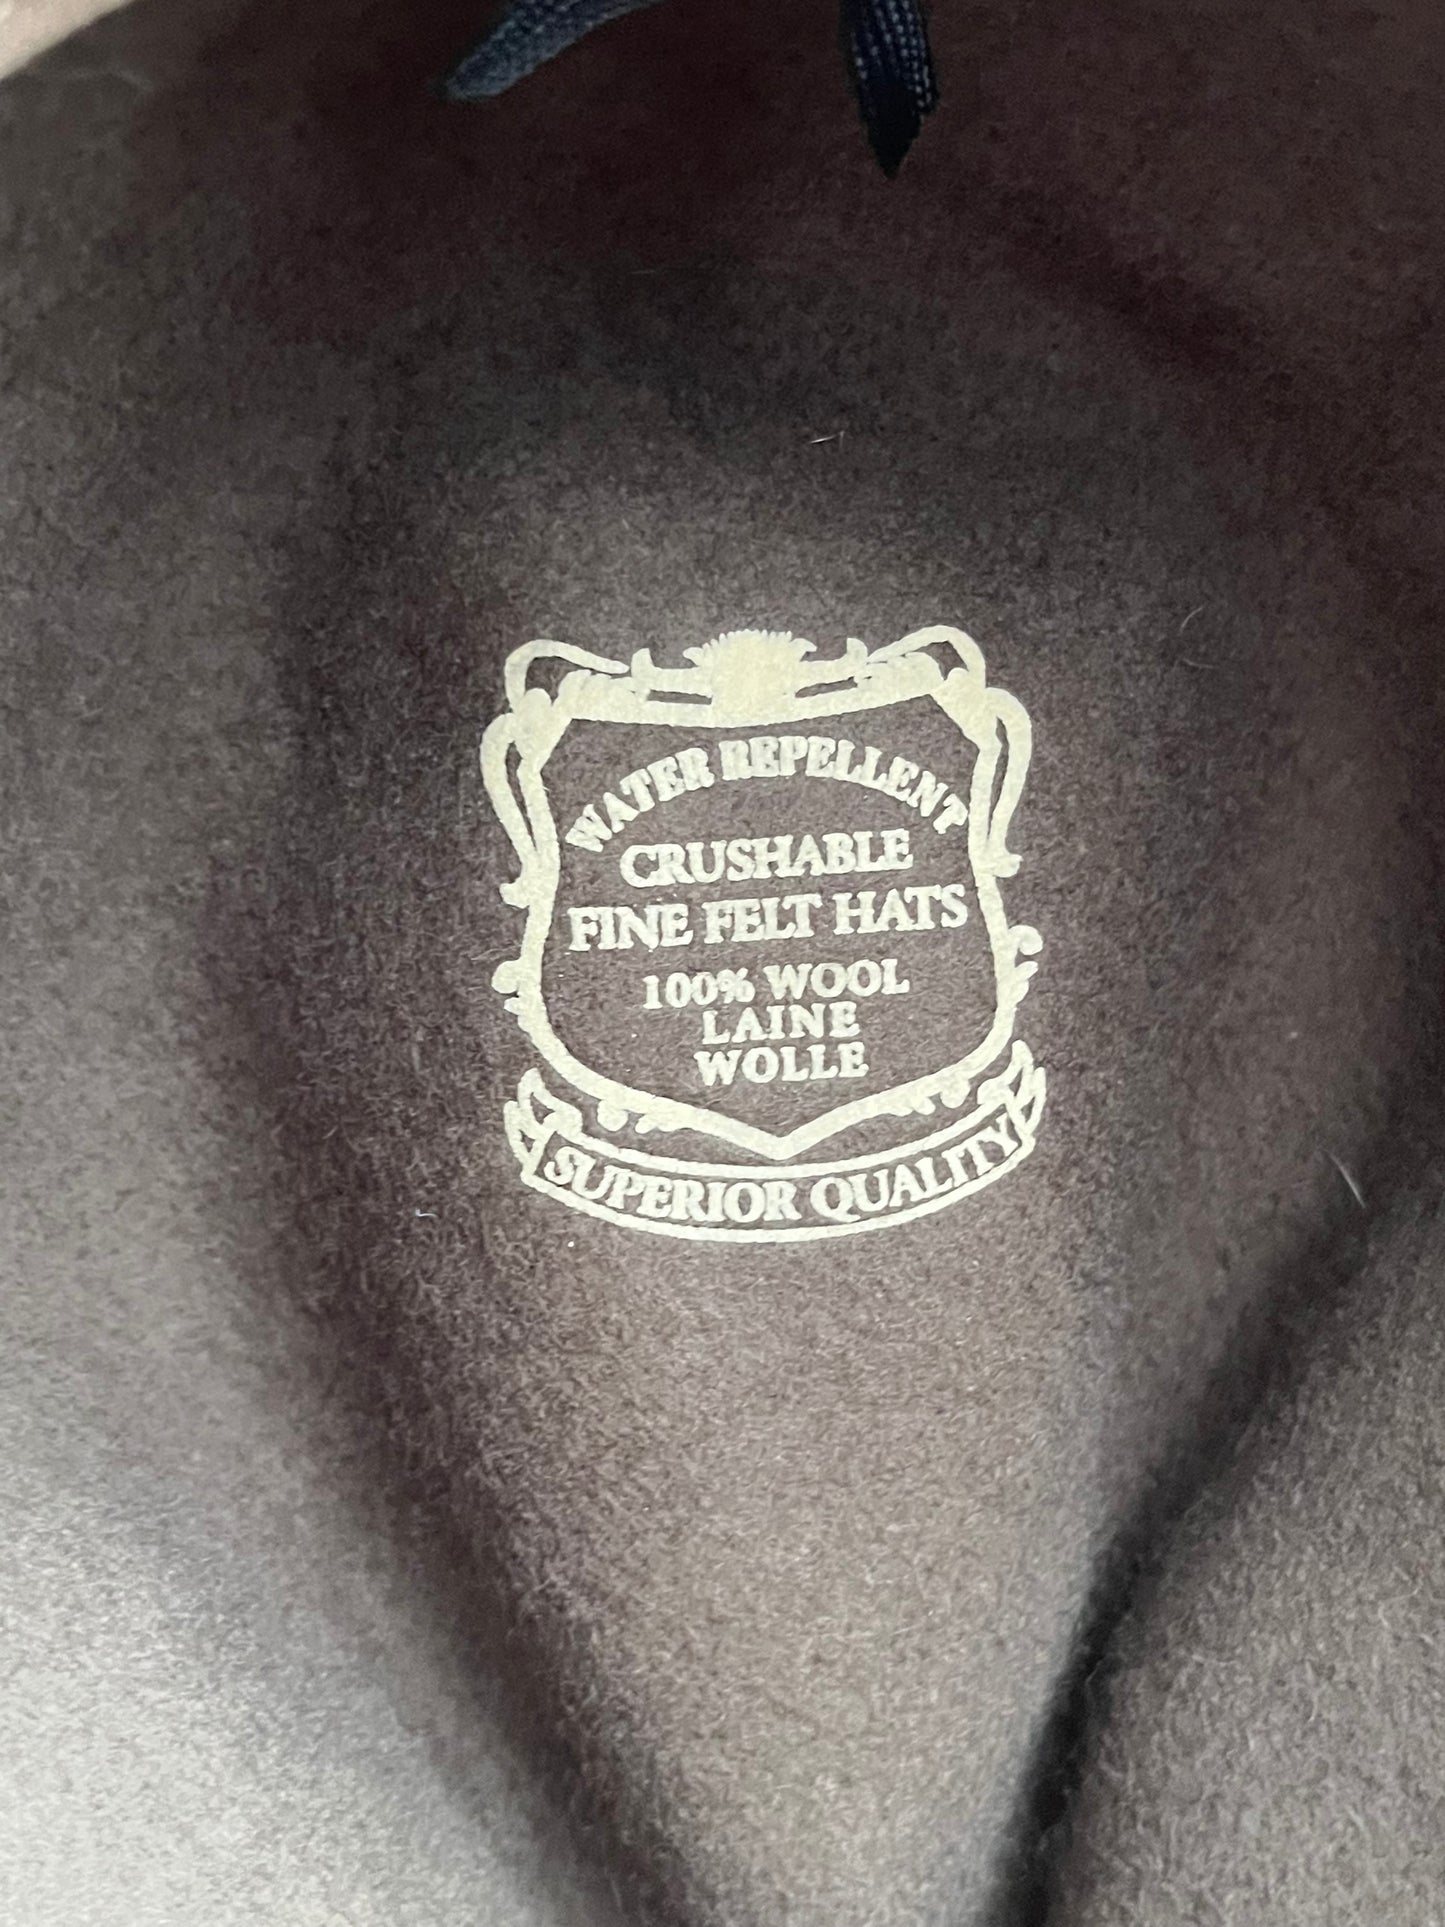 WATER REPELLENT
CRUSHABLE
FINE FELT HATS
100% WOOL
LAINE
WOLLE
SUPERIOR QUALITY